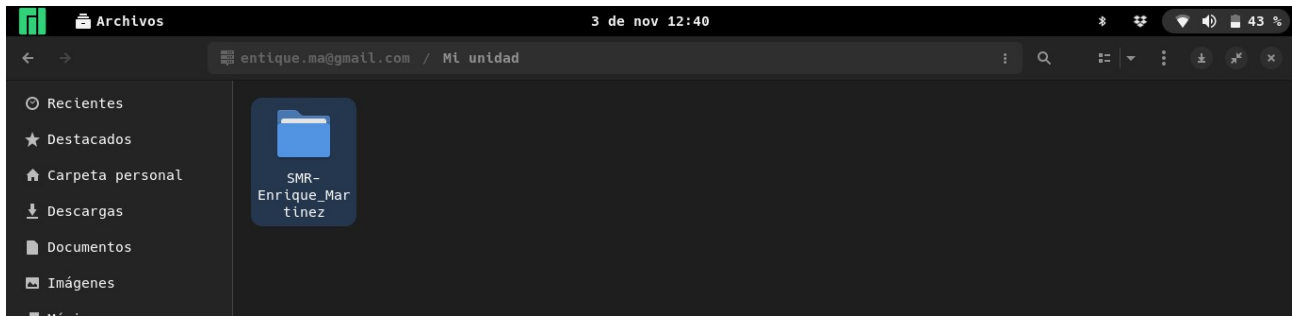 Archivos
3 de nov 12:40
43 %
entique.ma@gmail.com / Mi unidad
Recientes
Destacados
Carpeta personal
Descargas
Documentos
Imágenes
SMR-
Enrique_Mar
tinez